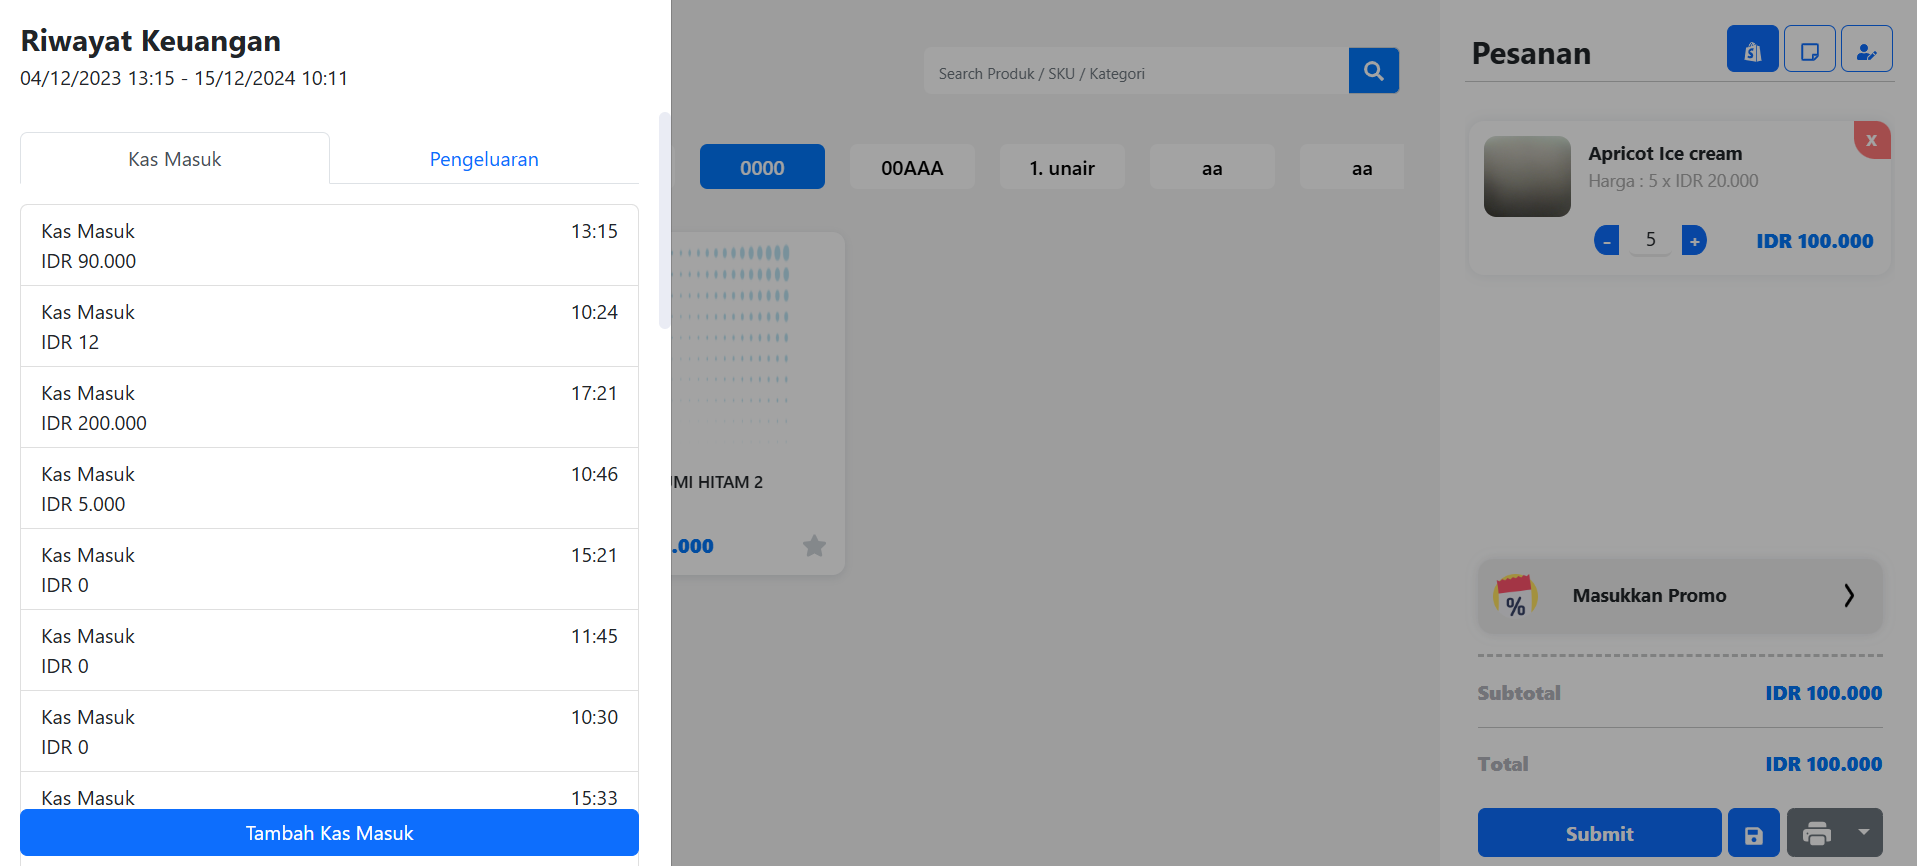 Riwayat Keuangan
04/12/2023 13:15 - 15/12/2024 10:11
Kas Masuk
Pengeluaran
Kas Masuk 13:15
IDR 90.000
Kas Masuk 10:24
IDR 12
Kas Masuk 17:21
IDR 200.000
Kas Masuk 10:46
IDR 5.000
Kas Masuk 15:21
IDR 0
Kas Masuk 11:45
IDR 0
Kas Masuk 10:30
IDR 0
Kas Masuk 15:33
Tambah Kas Masuk
Search Produk / SKU / Kategori
0000
00AAA
1. unair
aa
aa
MI HITAM 2
.000
Pesanan
Apricot Ice cream
x
Harga : 5 x IDR 20.000
- 5 + IDR 100.000
% Masukkan Promo
Subtotal IDR 100.000
Total IDR 100.000
Submit